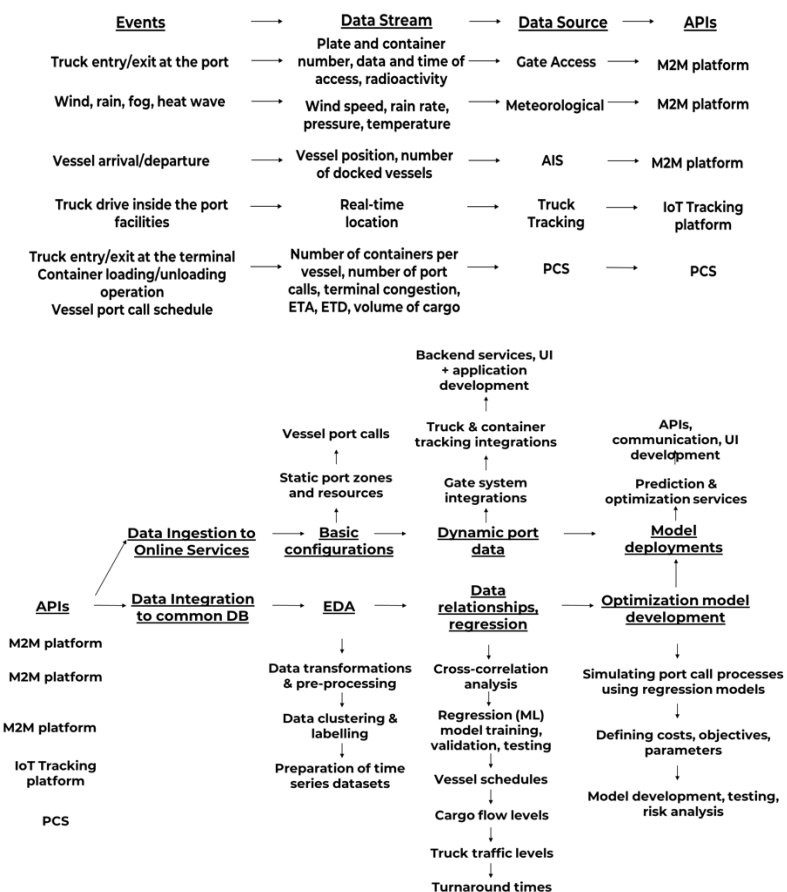 Events
Data Stream
Data Source
APIs
Truck entry/exit at the port
Plate and container
number, data and time of
access, radioactivity
Gate Access
M2M platform
Wind, rain, fog, heat wave
Wind speed, rain rate,
pressure, temperature
Meteorological
M2M platform
Vessel arrival/departure
Vessel position, number
of docked vessels
AIS
M2M platform
Truck drive inside the port
facilities
Real-time
location
Truck
Tracking
IoT Tracking
platform
Truck entry/exit at the terminal
Container loading/unloading
operation
Vessel port call schedule
Number of containers per
vessel, number of port
calls, terminal congestion,
ETA, ETD, volume of cargo
PCS
PCS
Backend services, UI
+ application
development
Vessel port calls
Truck & container
tracking integrations
APIs,
communication, UI
development
Static port zones
and resources
Gate system
integrations
Prediction &
optimization services
Data Ingestion to
Online Services
Basic
configurations
Dynamic port
data
Model
deployments
APIs
Data Integration
to common DB
EDA
Data
relationships,
regression
Optimization model
development
M2M platform
M2M platform
M2M platform
IoT Tracking
platform
PCS
Data transformations
& pre-processing
Data clustering &
labelling
Preparation of time
series datasets
Cross-correlation
analysis
Regression (ML)
model training,
validation, testing
Vessel schedules
Cargo flow levels
Truck traffic levels
Turnaround times
Simulating port call processes
using regression models
Defining costs, objectives,
parameters
Model development, testing,
risk analysis